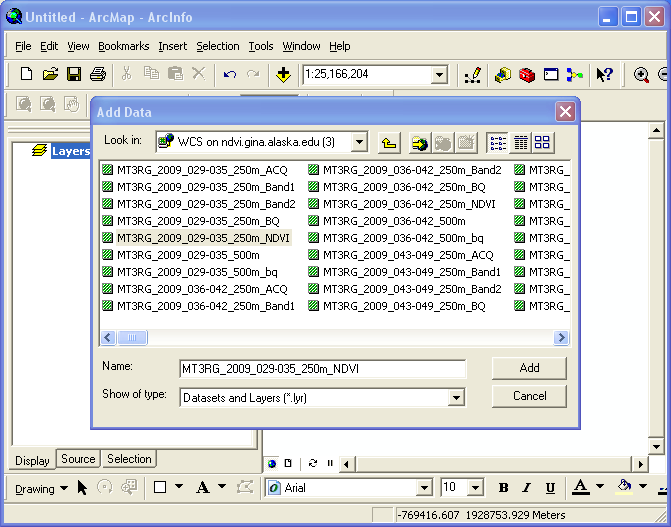 Untitled - ArcMap - ArcInfo
File Edit View Bookmarks Insert Selection Tools Window Help
1:25,166,204
Add Data
Look in: WCS on ndvi.gina.alaska.edu (3)
Layers
MT3RG_2009_029-035_250m_ACQ MT3RG_2009_036-042_250m_Band2 MT3RG_
MT3RG_2009_029-035_250m_Band1 MT3RG_2009_036-042_250m_BQ MT3RG_
MT3RG_2009_029-035_250m_Band2 MT3RG_2009_036-042_250m_NDVI MT3RG_
MT3RG_2009_029-035_250m_BQ MT3RG_2009_036-042_500m MT3RG_
MT3RG_2009_029-035_250m_NDVI MT3RG_2009_036-042_500m_bq MT3RG_
MT3RG_2009_029-035_500m MT3RG_2009_043-049_250m_ACQ MT3RG_
MT3RG_2009_029-035_500m_bq MT3RG_2009_043-049_250m_Band1 MT3RG_
MT3RG_2009_036-042_250m_ACQ MT3RG_2009_043-049_250m_Band2 MT3RG_
MT3RG_2009_036-042_250m_Band1 MT3RG_2009_043-049_250m_BQ MT3RG_
Name: MT3RG_2009_029-035_250m_NDVI Add
Show of type: Datasets and Layers (*.lyr) Cancel
Display Source Selection
Drawing A Arial 10 B I U A
-769416.607 1928753.929 Meters